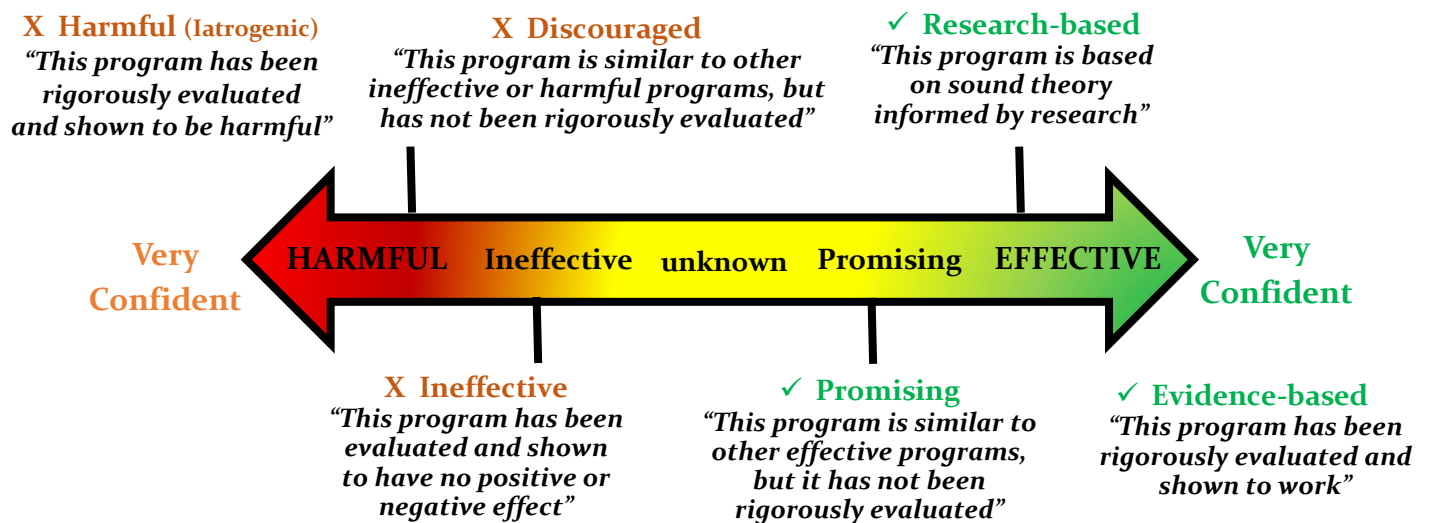 X Harmful (Iatrogenic)
“This program has been
rigorously evaluated
and shown to be harmful”
X Discouraged
“This program is similar to other
ineffective or harmful programs, but
has not been rigorously evaluated”
✓ Research-based
“This program is based
on sound theory
informed by research”
Very
Confident
HARMFUL Ineffective unknown Promising EFFECTIVE
Very
Confident
X Ineffective
“This program has been
evaluated and shown
to have no positive or
negative effect”
✓ Promising
“This program is similar to
other effective programs,
but it has not been
rigorously evaluated”
✓ Evidence-based
“This program has been
rigorously evaluated and
shown to work”